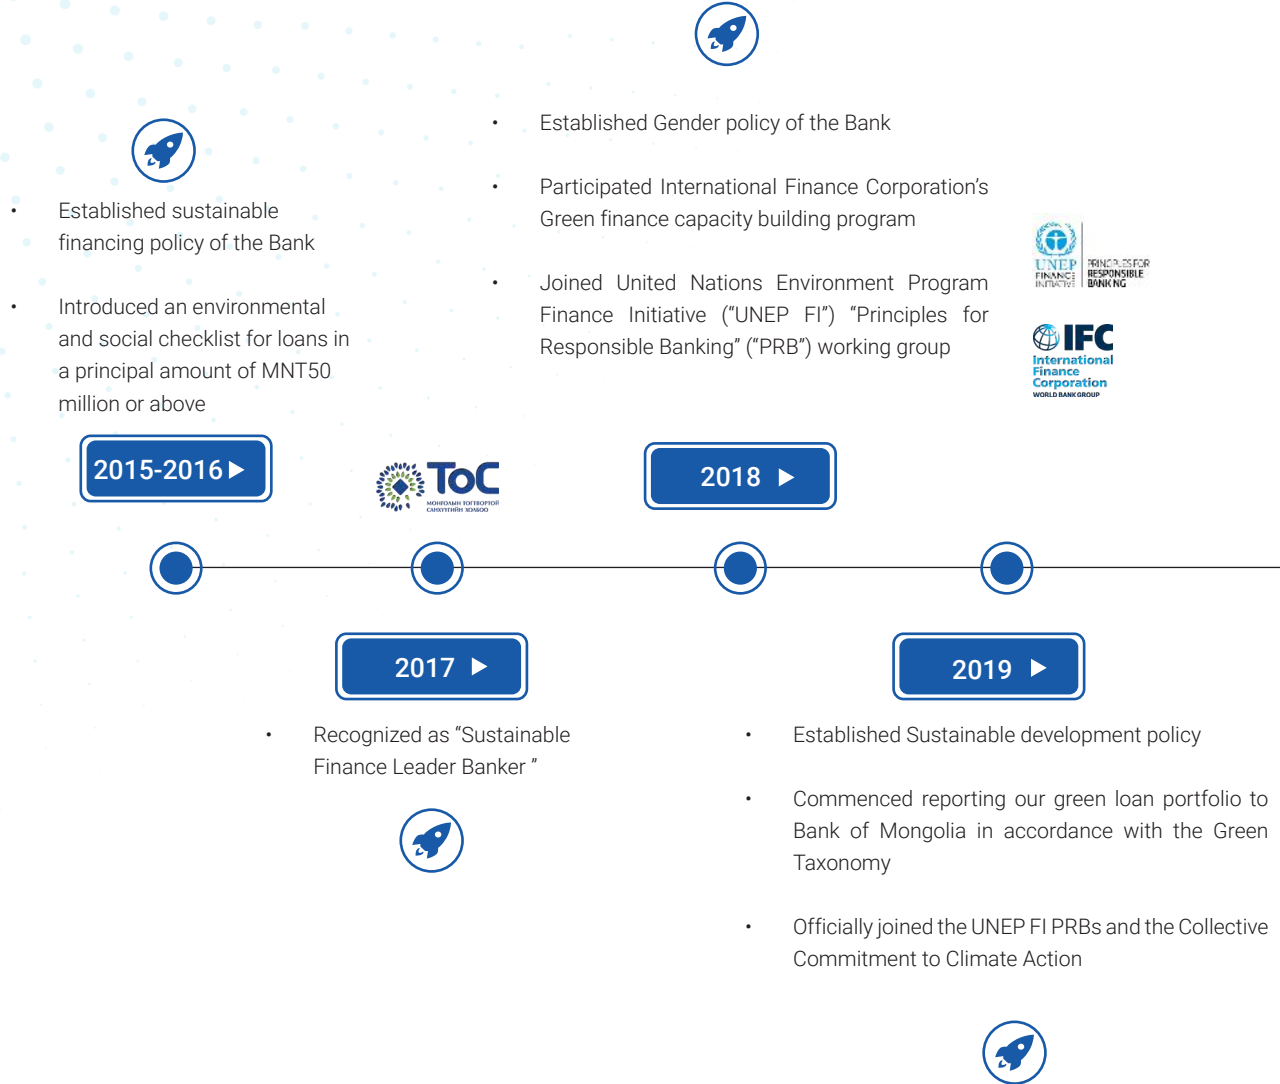 • Established sustainable
financing policy of the Bank
• Introduced an environmental
and social checklist for loans in
a principal amount of MNT50
million or above
2015-2016
ToC
МОНГОЛЫН ТОГТВОРТОЙ
САНХҮҮГИЙН ХОЛБОО
2017
• Recognized as “Sustainable
Finance Leader Banker ”
• Established Gender policy of the Bank
• Participated International Finance Corporation’s
Green finance capacity building program
• Joined United Nations Environment Program
Finance Initiative (“UNEP FI”) “Principles for
Responsible Banking” (“PRB”) working group
2018
UNEP
FINANCE
INITIATIVE
PRINCIPLES FOR
RESPONSIBLE
BANKING
IFC
International
Finance
Corporation
WORLD BANK GROUP
2019
• Established Sustainable development policy
• Commenced reporting our green loan portfolio to
Bank of Mongolia in accordance with the Green
Taxonomy
• Officially joined the UNEP FI PRBs and the Collective
Commitment to Climate Action